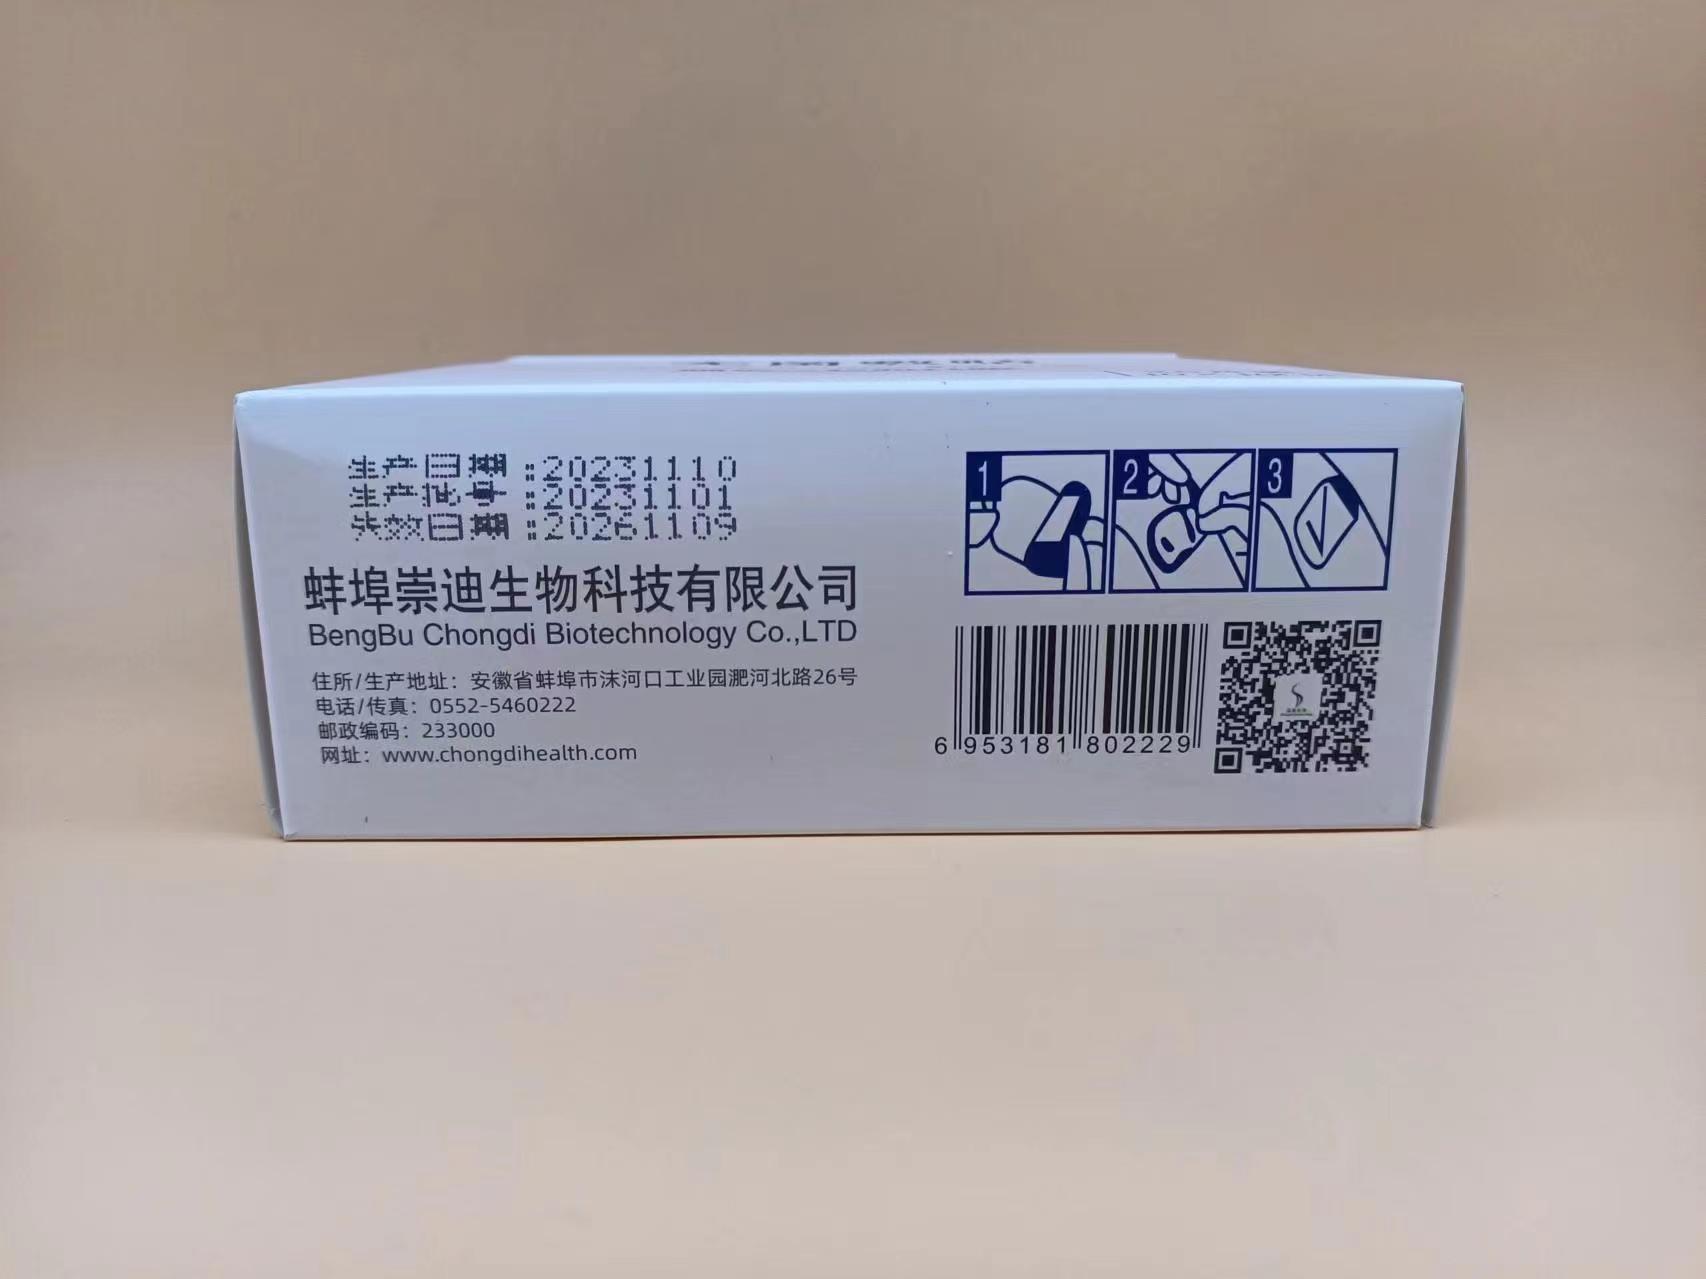 生产日期:20231110
生产批号:20231101
失效日期:20261109
蚌埠崇迪生物科技有限公司
BengBu Chongdi Biotechnology Co.,LTD
住所/生产地址：安徽省蚌埠市沫河口工业园淝河北路26号
电话/传真：0552-5460222
邮政编码：233000
网址：www.chongdihealth.com
1
2
3
6 953181 802229